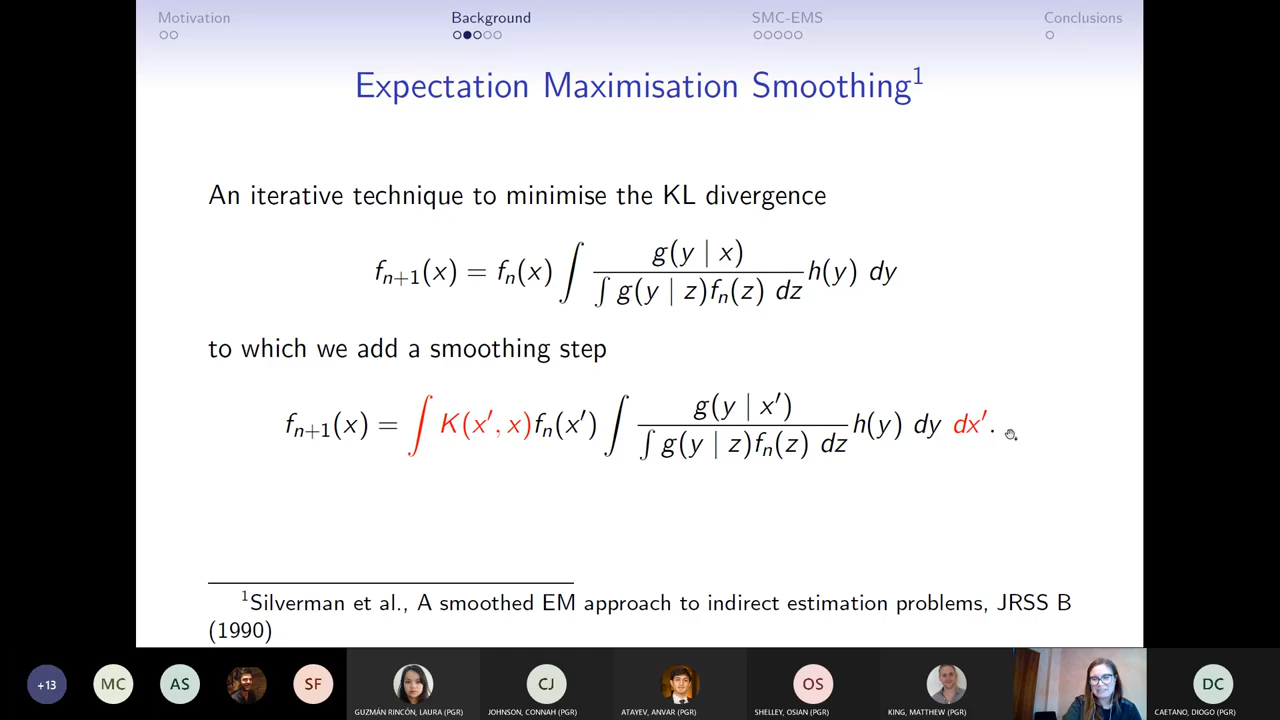 Motivation Background SMC-EMS Conclusions
Expectation Maximisation Smoothing¹
An iterative technique to minimise the KL divergence
fₙ₊₁(x) = fₙ(x) ∫ g(y | x) / ∫ g(y | z)fₙ(z) dz h(y) dy
to which we add a smoothing step
fₙ₊₁(x) = ∫ K(x′, x)fₙ(x′) ∫ g(y | x′) / ∫ g(y | z)fₙ(z) dz h(y) dy dx′.
¹Silverman et al., A smoothed EM approach to indirect estimation problems, JRSS B
(1990)
+13 MC AS SF CJ OS DC
GUZMÁN RINCÓN, LAURA (PGR) JOHNSON, CONNAH (PGR) ATAYEV, ANVAR (PGR) SHELLEY, OSIAN (PGR) KING, MATTHEW (PGR) CAETANO, DIOGO (PGR)